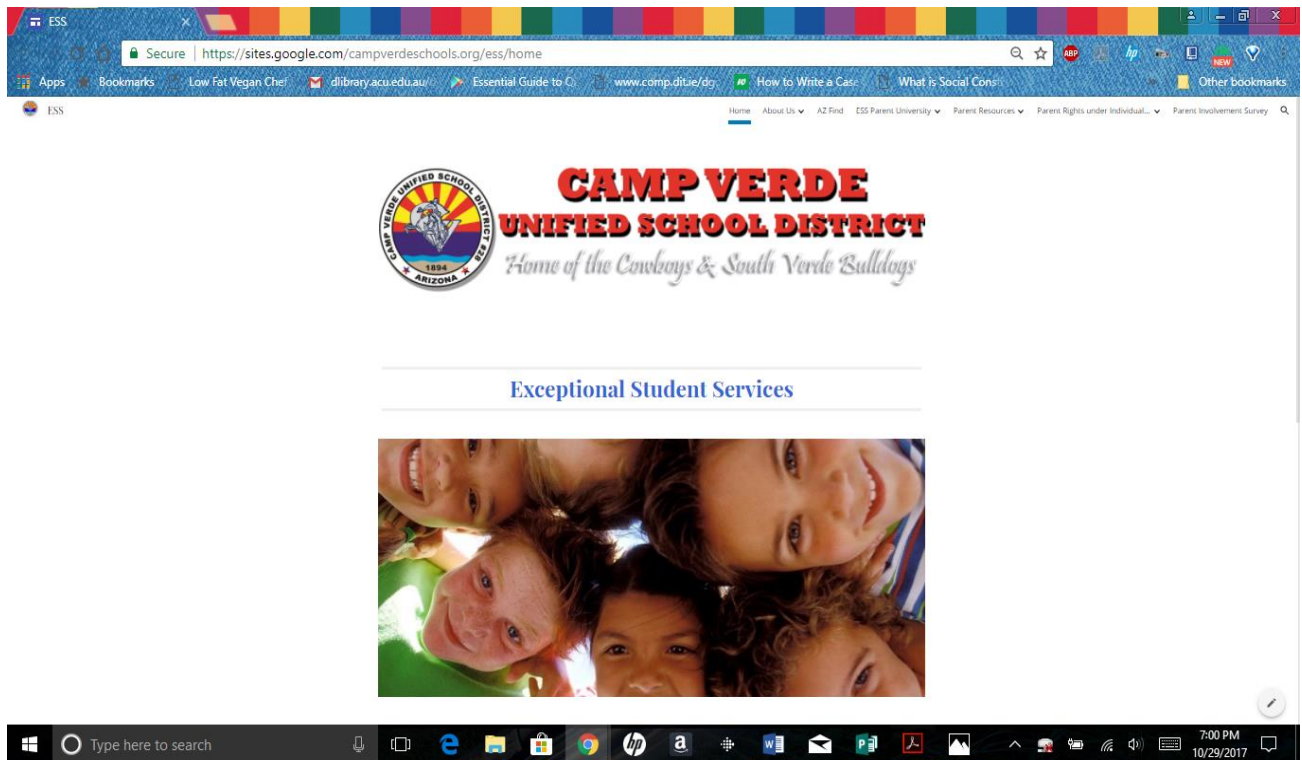 ESS
Secure | https://sites.google.com/campverdeschools.org/ess/home
ABP
hp
NEW
Apps Bookmarks Low Fat Vegan Chef dlibrary.acu.edu.au/ Essential Guide to Q www.comp.dit.ie/dg How to Write a Case What is Social Const Other bookmarks
ESS
Home About Us AZ Find ESS Parent University Parent Resources Parent Rights under Individual... Parent Involvement Survey
CAMP VERDE UNIFIED SCHOOL DISTRICT #28
1894
ARIZONA
CAMP VERDE
UNIFIED SCHOOL DISTRICT
Home of the Cowboys & South Verde Bulldogs
Exceptional Student Services
Type here to search
7:00 PM
10/29/2017